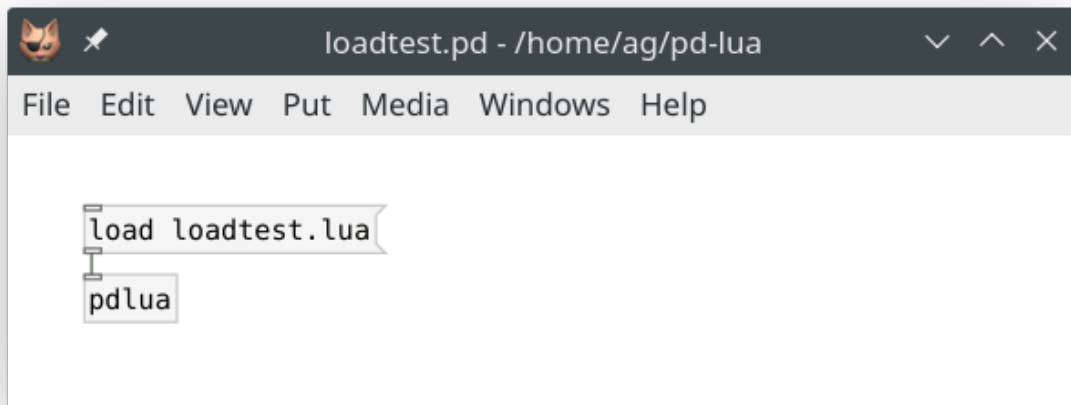 loadtest.pd - /home/ag/pd-lua
File Edit View Put Media Windows Help
load loadtest.lua
pdlua